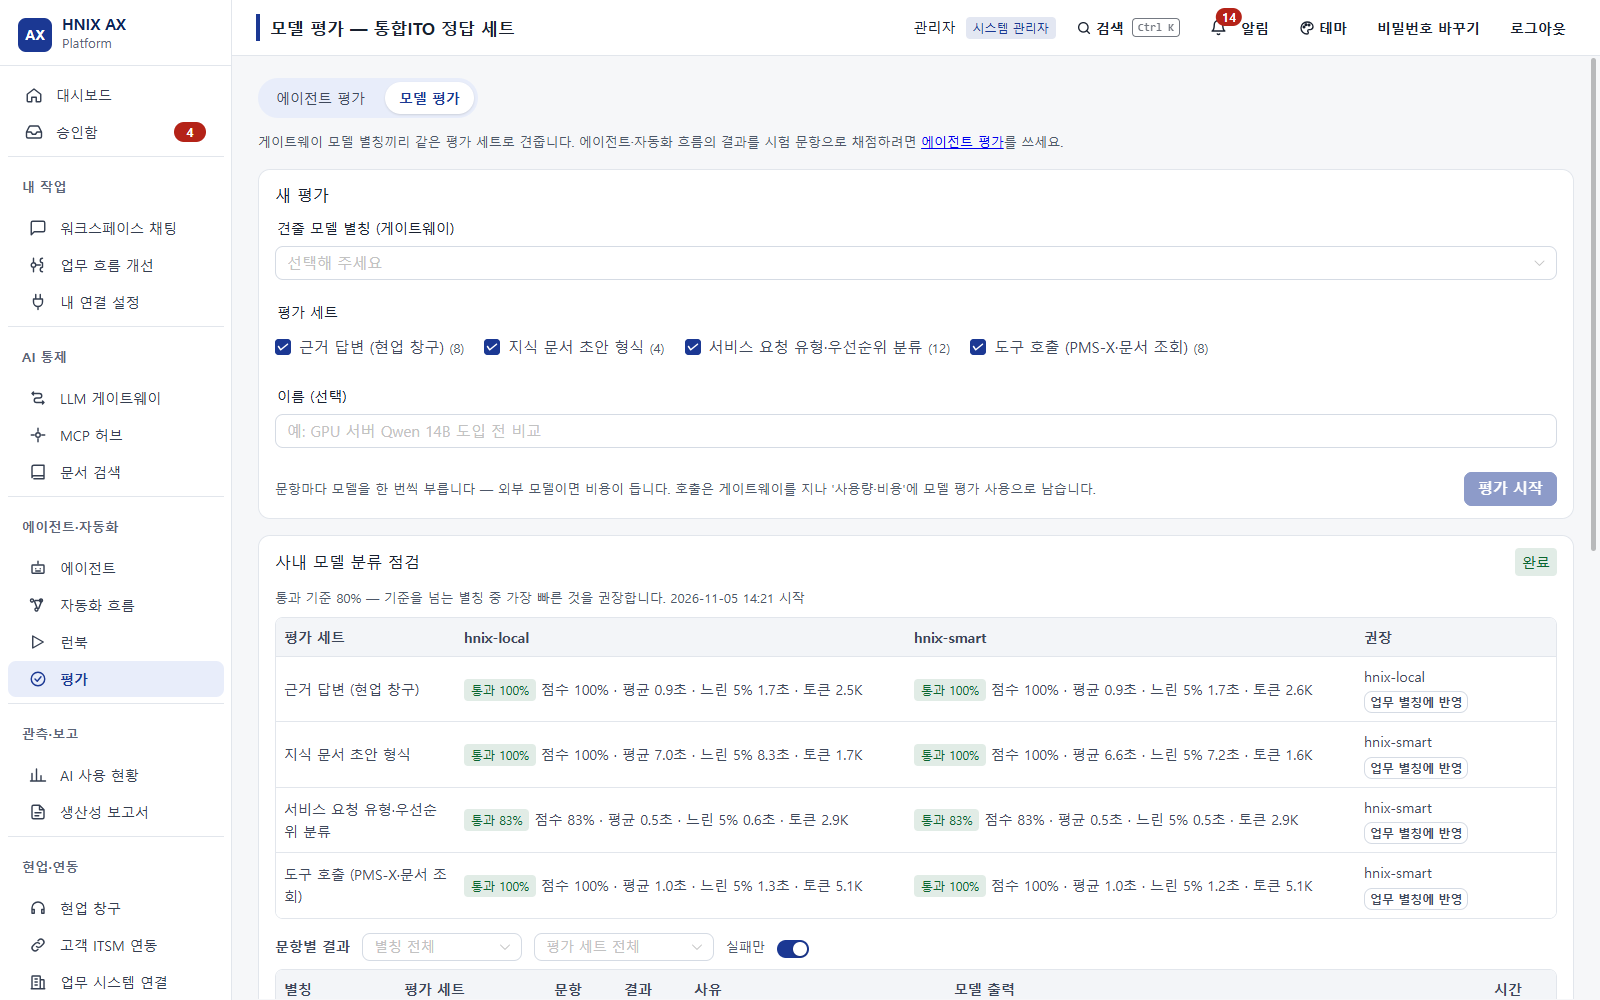 AX
HNIX AX
Platform
모델 평가 — 통합ITO 정답 세트
관리자
시스템 관리자
검색
Ctrl K
14
알림
테마
비밀번호 바꾸기
로그아웃
대시보드
승인함
4
내 작업
워크스페이스 채팅
업무 흐름 개선
내 연결 설정
AI 통제
LLM 게이트웨이
MCP 허브
문서 검색
에이전트·자동화
에이전트
자동화 흐름
런북
평가
관측·보고
AI 사용 현황
생산성 보고서
현업·연동
현업 창구
고객 ITSM 연동
업무 시스템 연결
에이전트 평가
모델 평가
게이트웨이 모델 별칭끼리 같은 평가 세트로 견줍니다. 에이전트·자동화 흐름의 결과를 시험 문항으로 채점하려면 에이전트 평가를 쓰세요.
새 평가
견줄 모델 별칭 (게이트웨이)
선택해 주세요
평가 세트
근거 답변 (현업 창구) (8)
지식 문서 초안 형식 (4)
서비스 요청 유형·우선순위 분류 (12)
도구 호출 (PMS-X·문서 조회) (8)
이름 (선택)
예: GPU 서버 Qwen 14B 도입 전 비교
문항마다 모델을 한 번씩 부릅니다 — 외부 모델이면 비용이 듭니다. 호출은 게이트웨이를 지나 '사용량·비용'에 모델 평가 사용으로 남습니다.
평가 시작
사내 모델 분류 점검
완료
통과 기준 80% — 기준을 넘는 별칭 중 가장 빠른 것을 권장합니다. 2026-11-05 14:21 시작
평가 세트
hnix-local
hnix-smart
권장
근거 답변 (현업 창구)
통과 100% 점수 100% · 평균 0.9초 · 느린 5% 1.7초 · 토큰 2.5K
통과 100% 점수 100% · 평균 0.9초 · 느린 5% 1.7초 · 토큰 2.6K
hnix-local
업무 별칭에 반영
지식 문서 초안 형식
통과 100% 점수 100% · 평균 7.0초 · 느린 5% 8.3초 · 토큰 1.7K
통과 100% 점수 100% · 평균 6.6초 · 느린 5% 7.2초 · 토큰 1.6K
hnix-smart
업무 별칭에 반영
서비스 요청 유형·우선순
위 분류
통과 83% 점수 83% · 평균 0.5초 · 느린 5% 0.6초 · 토큰 2.9K
통과 83% 점수 83% · 평균 0.5초 · 느린 5% 0.5초 · 토큰 2.9K
hnix-smart
업무 별칭에 반영
도구 호출 (PMS-X·문서 조
회)
통과 100% 점수 100% · 평균 1.0초 · 느린 5% 1.3초 · 토큰 5.1K
통과 100% 점수 100% · 평균 1.0초 · 느린 5% 1.2초 · 토큰 5.1K
hnix-smart
업무 별칭에 반영
문항별 결과
별칭 전체
평가 세트 전체
실패만
별칭
평가 세트
문항
결과
사유
모델 출력
시간